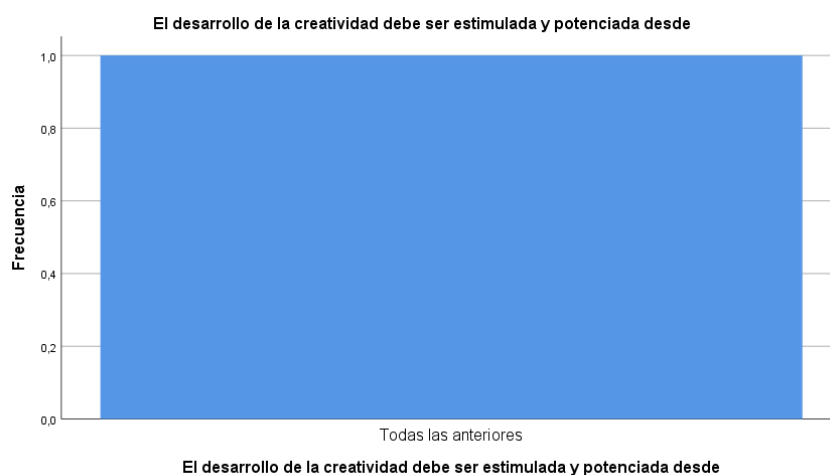 El desarrollo de la creatividad debe ser estimulada y potenciada desde
1,0
0,8
0,6
0,4
0,2
0,0
Frecuencia
Todas las anteriores
El desarrollo de la creatividad debe ser estimulada y potenciada desde